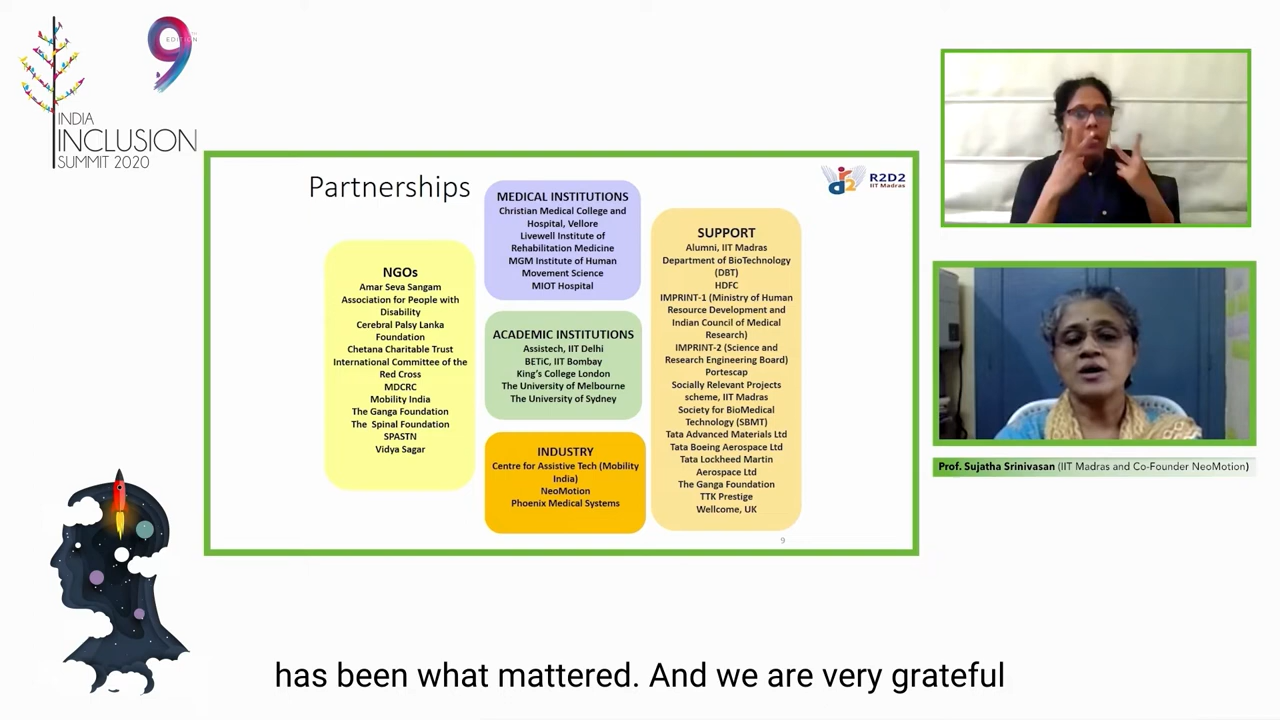 9
EDITION
INDIA
INCLUSION
SUMMIT 2020
Partnerships
R2D2
IIT Madras
NGOs
Amar Seva Sangam
Association for People with
Disability
Cerebral Palsy Lanka
Foundation
Chetana Charitable Trust
International Committee of the
Red Cross
MDCRC
Mobility India
The Ganga Foundation
The Spinal Foundation
SPASTN
Vidya Sagar
MEDICAL INSTITUTIONS
Christian Medical College and
Hospital, Vellore
Livewell Institute of
Rehabilitation Medicine
MGM Institute of Human
Movement Science
MIOT Hospital
ACADEMIC INSTITUTIONS
Assistech, IIT Delhi
BETiC, IIT Bombay
King's College London
The University of Melbourne
The University of Sydney
INDUSTRY
Centre for Assistive Tech (Mobility
India)
NeoMotion
Phoenix Medical Systems
SUPPORT
Alumni, IIT Madras
Department of BioTechnology
(DBT)
HDFC
IMPRINT-1 (Ministry of Human
Resource Development and
Indian Council of Medical
Research)
IMPRINT-2 (Science and
Research Engineering Board)
Portescap
Socially Relevant Projects
scheme, IIT Madras
Society for BioMedical
Technology (SBMT)
Tata Advanced Materials Ltd
Tata Boeing Aerospace Ltd
Tata Lockheed Martin
Aerospace Ltd
The Ganga Foundation
TTK Prestige
Wellcome, UK
9
Prof. Sujatha Srinivasan (IIT Madras and Co-Founder NeoMotion)
has been what mattered. And we are very grateful